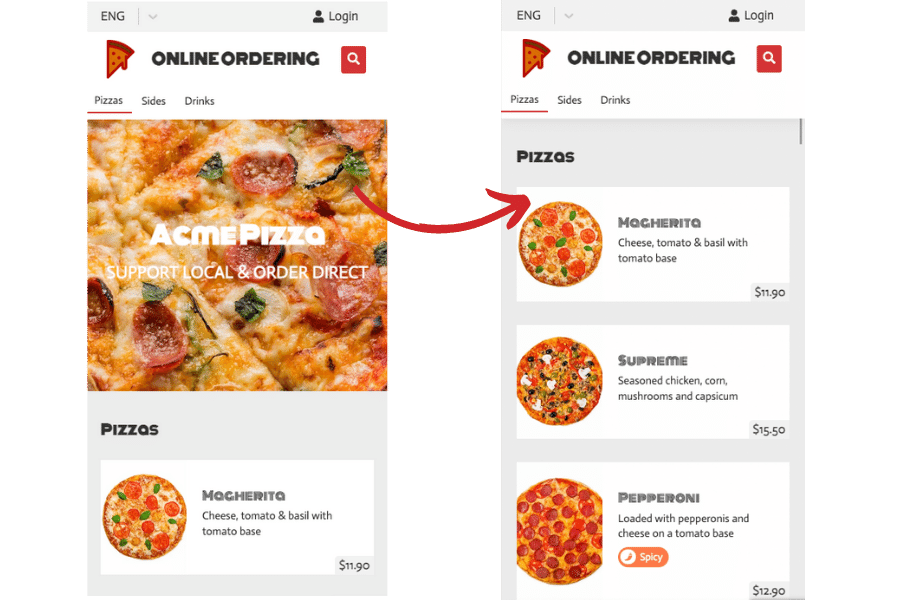 ENG
Login
ONLINE ORDERING
Pizzas
Sides
Drinks
AcmePizza
SUPPORT LOCAL & ORDER DIRECT
Pizzas
Magherita
Cheese, tomato & basil with
tomato base
$11.90
ENG
Login
ONLINE ORDERING
Pizzas
Sides
Drinks
Pizzas
Magherita
Cheese, tomato & basil with
tomato base
$11.90
Supreme
Seasoned chicken, corn,
mushrooms and capsicum
$15.50
Pepperoni
Loaded with pepperonis and
cheese on a tomato base
Spicy
$12.90